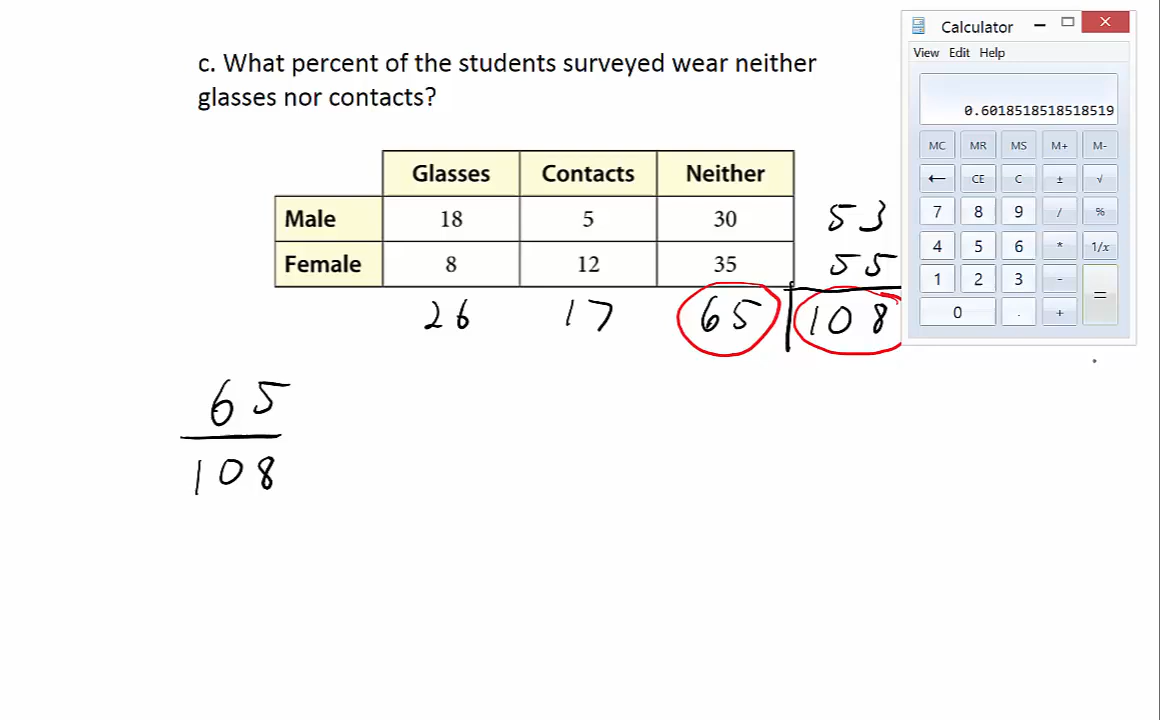 c. What percent of the students surveyed wear neither
glasses nor contacts?
Glasses Contacts Neither
Male 18 5 30 53
Female 8 12 35 55
26 17 65 108
65
108
Calculator
View Edit Help
0.6018518518518519
MC MR MS M+ M-
← CE C ± √
7 8 9 / %
4 5 6 * 1/x
1 2 3 - =
0 . +